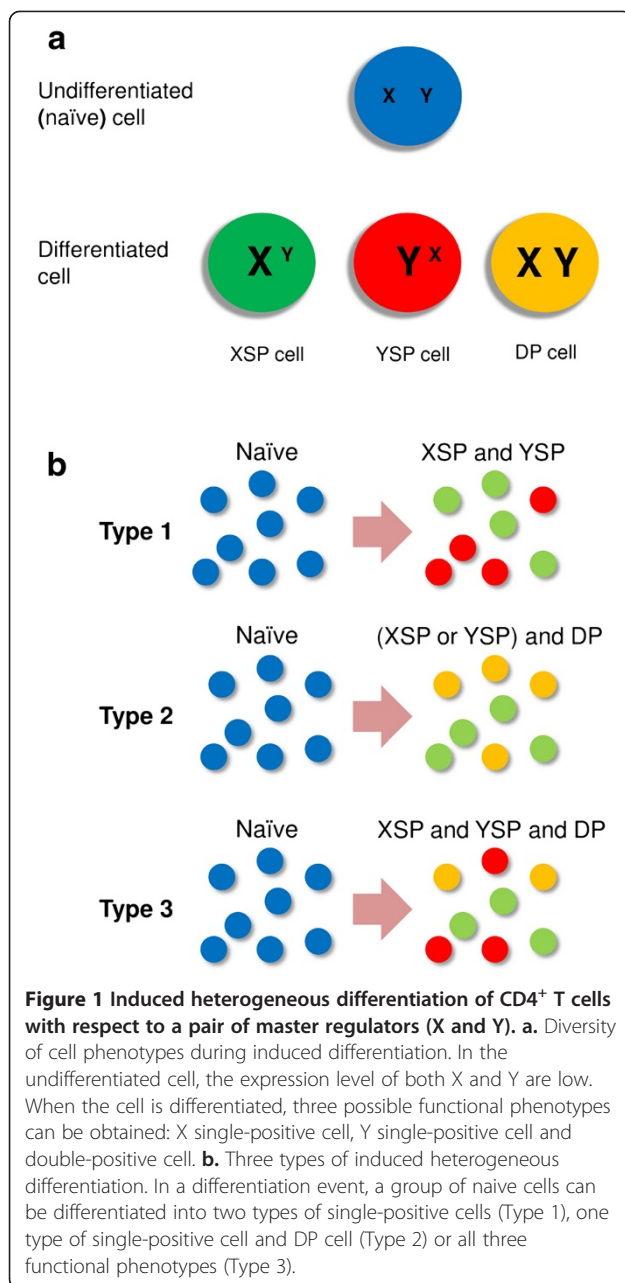 a
Undifferentiated
(naïve) cell
X Y
Differentiated
cell
X Y
Y X
X Y
XSP cell YSP cell DP cell
b
Naïve XSP and YSP
Type 1
Naïve (XSP or YSP) and DP
Type 2
Naïve XSP and YSP and DP
Type 3
Figure 1 Induced heterogeneous differentiation of CD4⁺ T cells
with respect to a pair of master regulators (X and Y). a. Diversity
of cell phenotypes during induced differentiation. In the
undifferentiated cell, the expression level of both X and Y are low.
When the cell is differentiated, three possible functional phenotypes
can be obtained: X single-positive cell, Y single-positive cell and
double-positive cell. b. Three types of induced heterogeneous
differentiation. In a differentiation event, a group of naive cells can
be differentiated into two types of single-positive cells (Type 1), one
type of single-positive cell and DP cell (Type 2) or all three
functional phenotypes (Type 3).